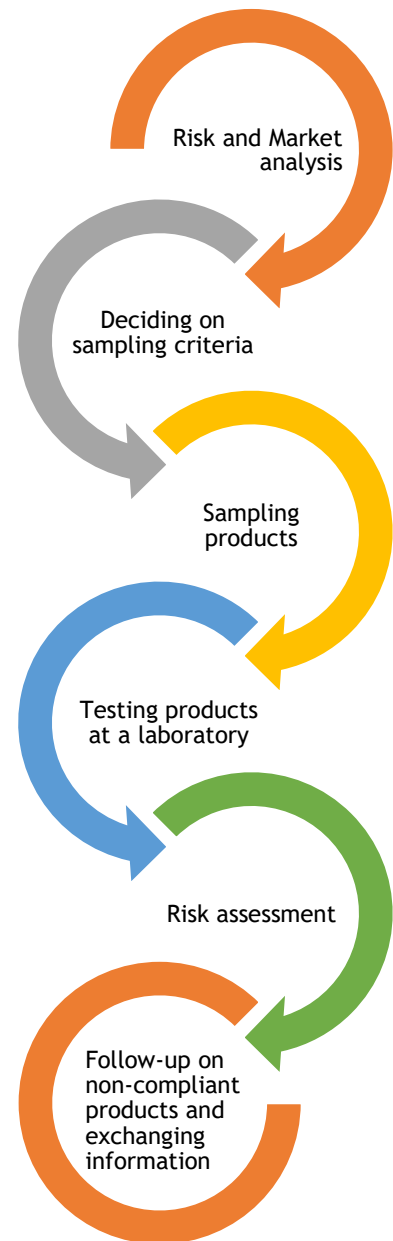 Risk and Market
analysis
Deciding on
sampling criteria
Sampling
products
Testing products
at a laboratory
Risk assessment
Follow-up on
non-compliant
products and
exchanging
information